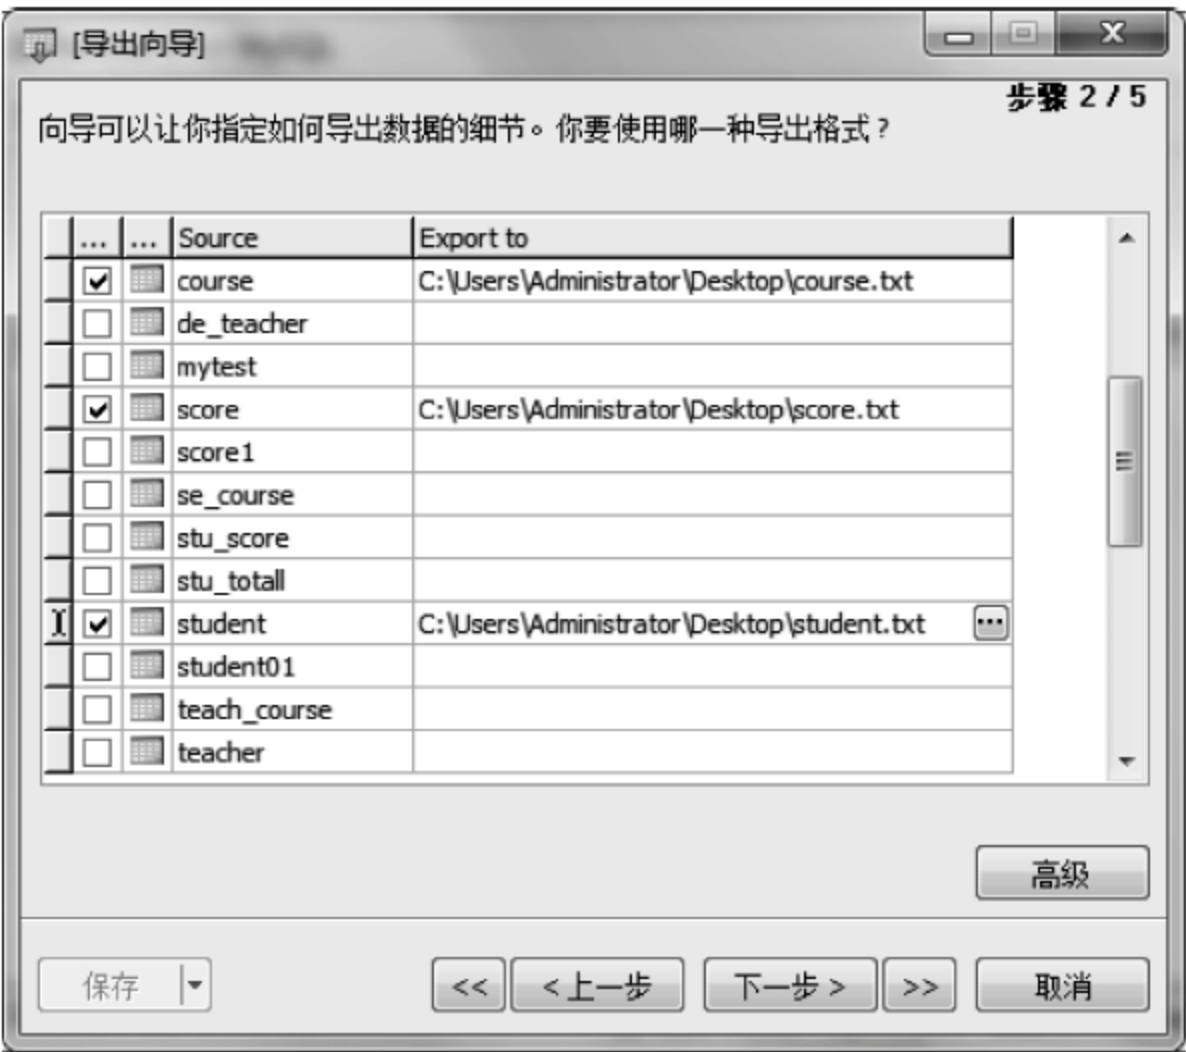 [导出向导]
步骤 2 / 5
向导可以让你指定如何导出数据的细节。你要使用哪一种导出格式?
... ... Source Export to
course C:\Users\Administrator\Desktop\course.txt
de_teacher
mytest
score C:\Users\Administrator\Desktop\score.txt
score1
se_course
stu_score
stu_totall
student C:\Users\Administrator\Desktop\student.txt ...
student01
teach_course
teacher
高级
保存 << <上一步 下一步> >> 取消